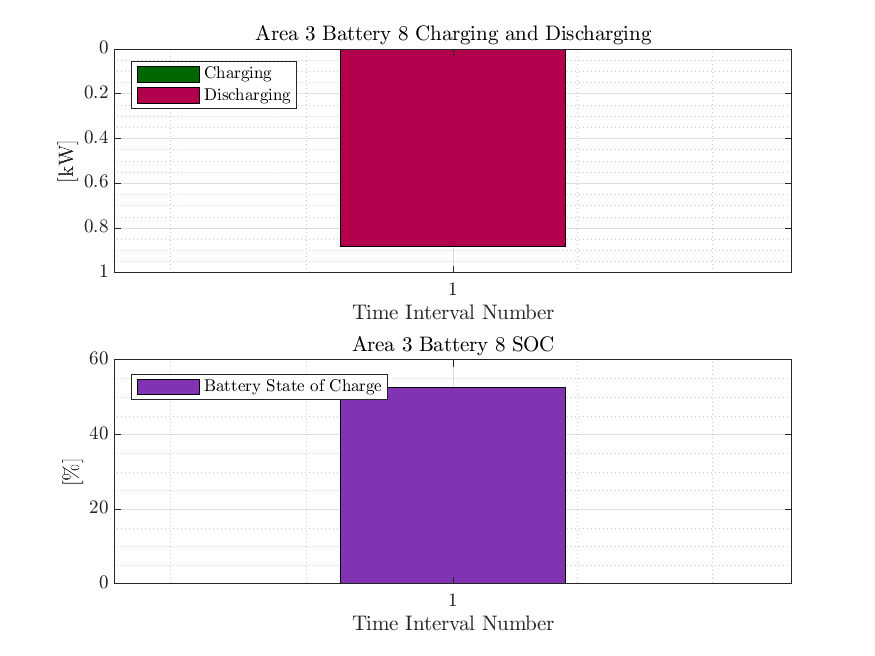 Area 3 Battery 8 Charging and Discharging
0
Charging
Discharging
0.2
0.4
[kW]
0.6
0.8
1
1
Time Interval Number
Area 3 Battery 8 SOC
60
Battery State of Charge
40
[%]
20
0
1
Time Interval Number